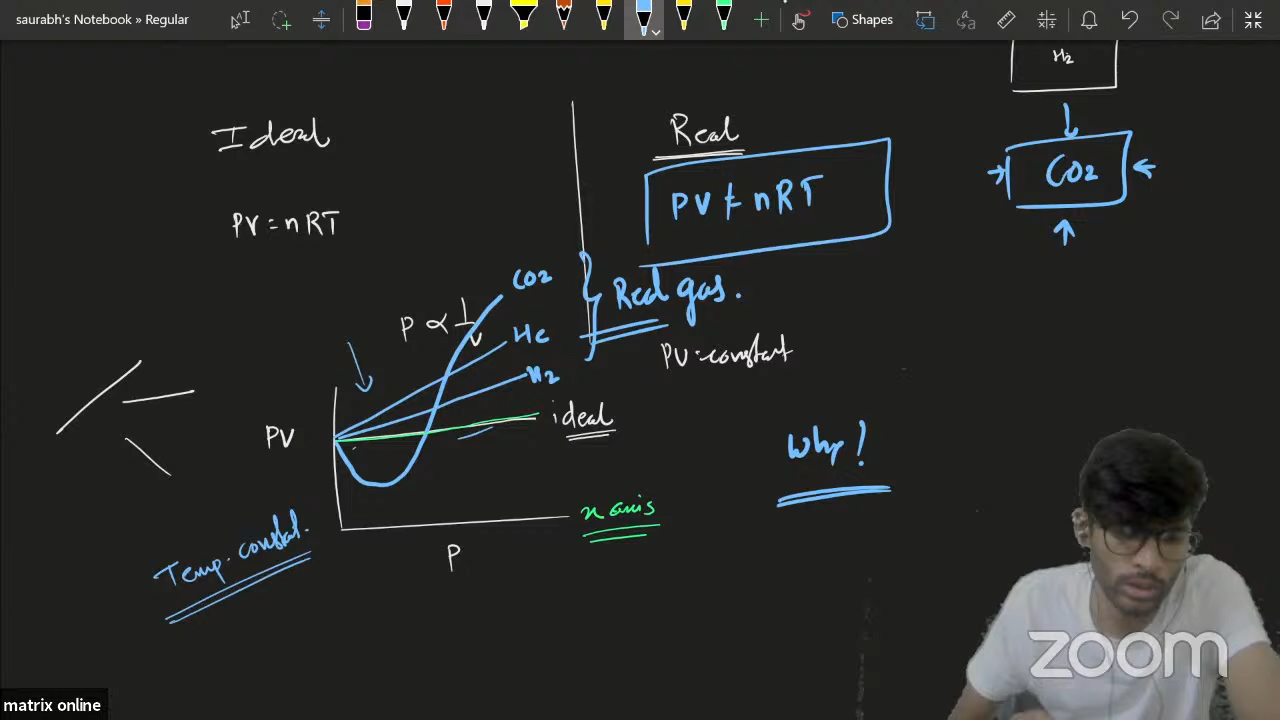 saurabh's Notebook » Regular
Shapes
H2
Ideal
Real
PV ≠ nRT
CO2
PV = nRT
CO2
Real gas.
P ∝ 1/V
He
PV = constant
H2
ideal
PV
Why!
x axis
Temp. constant.
P
zoom
matrix online